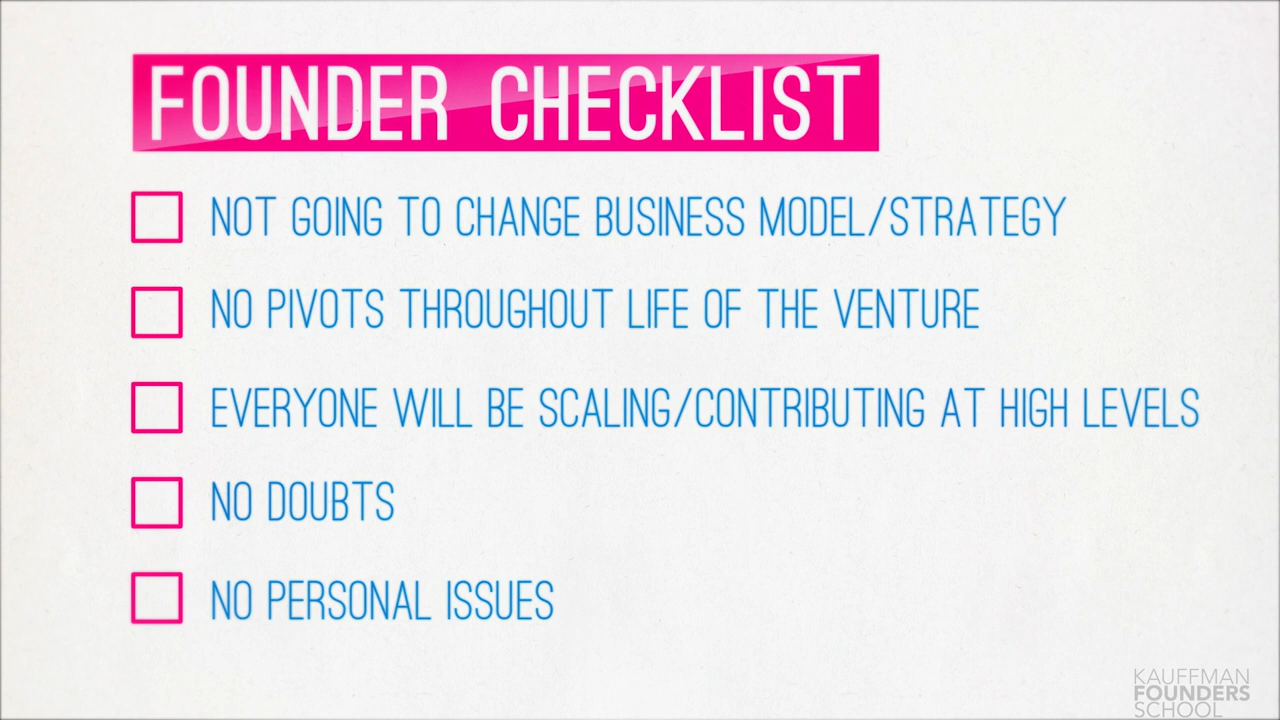 FOUNDER CHECKLIST
NOT GOING TO CHANGE BUSINESS MODEL/STRATEGY
NO PIVOTS THROUGHOUT LIFE OF THE VENTURE
EVERYONE WILL BE SCALING/CONTRIBUTING AT HIGH LEVELS
NO DOUBTS
NO PERSONAL ISSUES
KAUFFMAN
FOUNDERS
SCHOOL